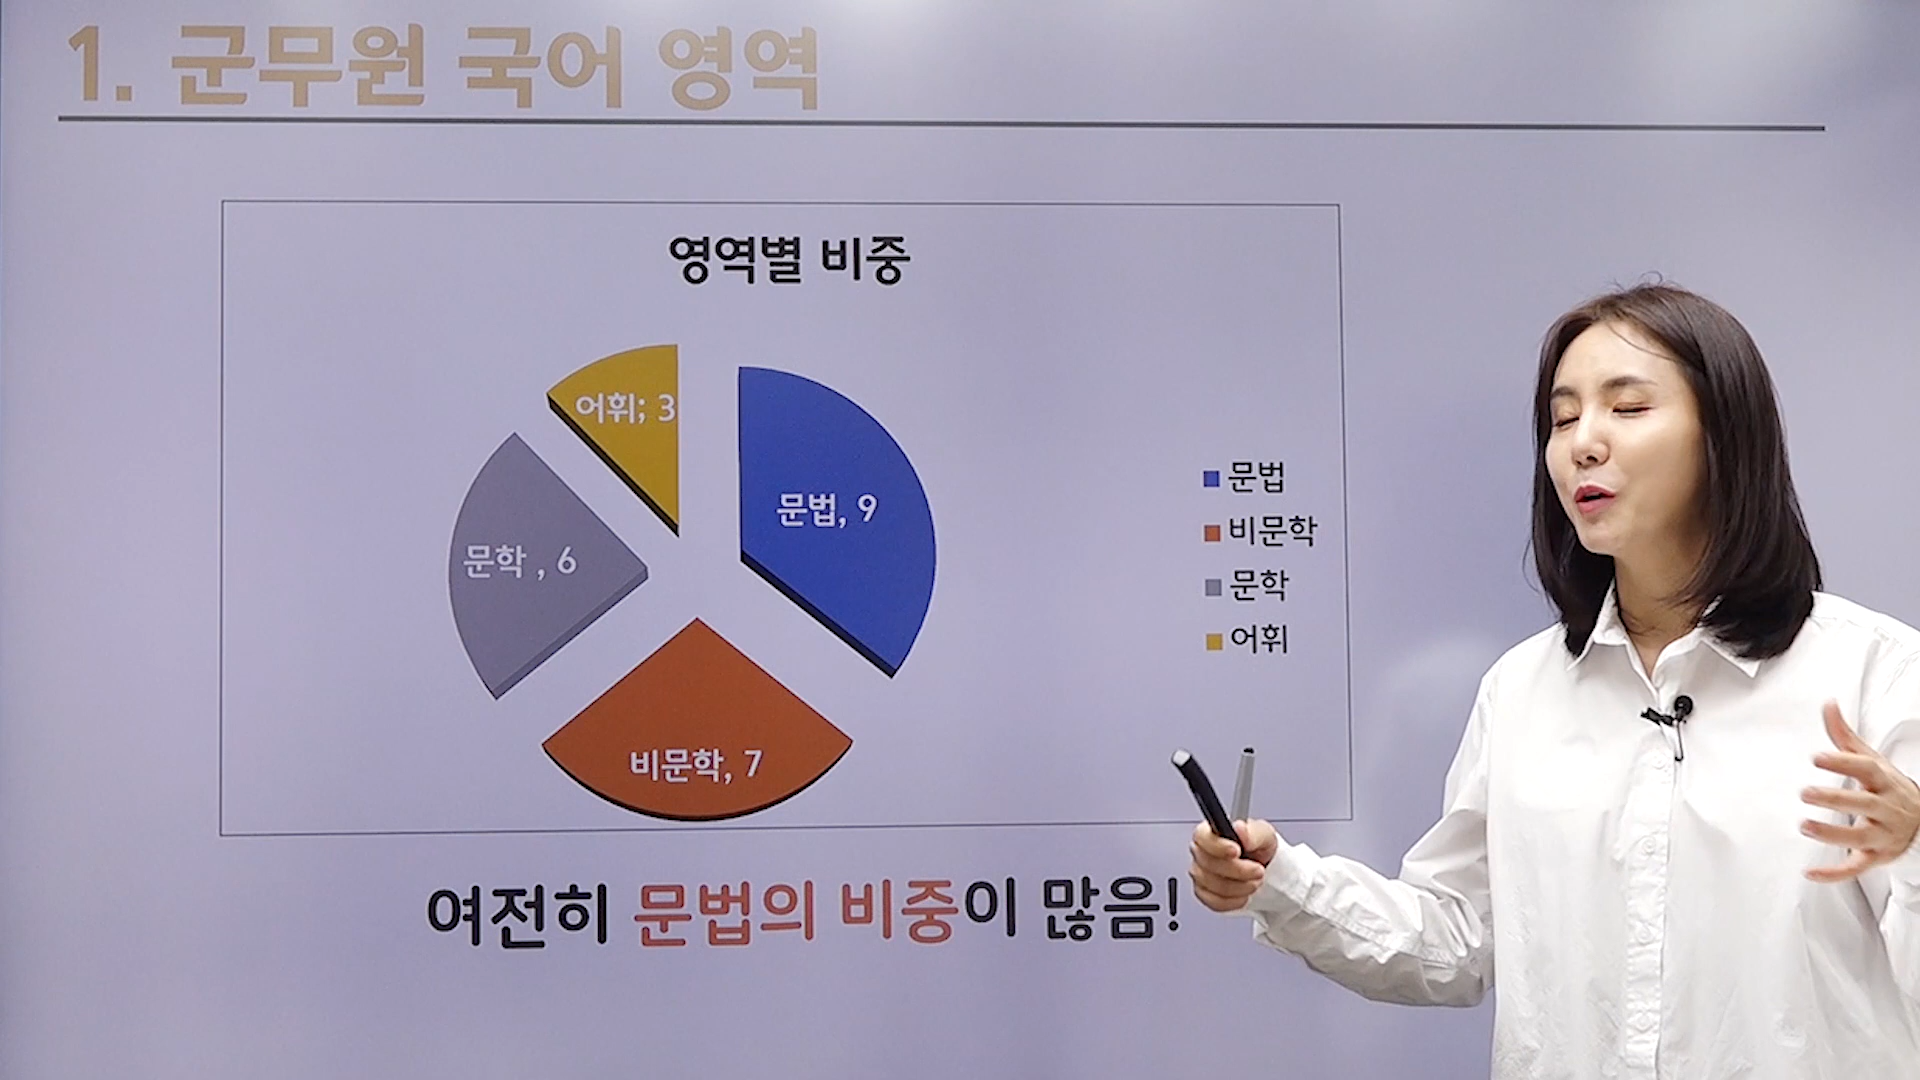 1. 군무원 국어 영역
영역별 비중
어휘; 3
문법, 9
문학 , 6
비문학, 7
문법
비문학
문학
어휘
여전히 문법의 비중이 많음!